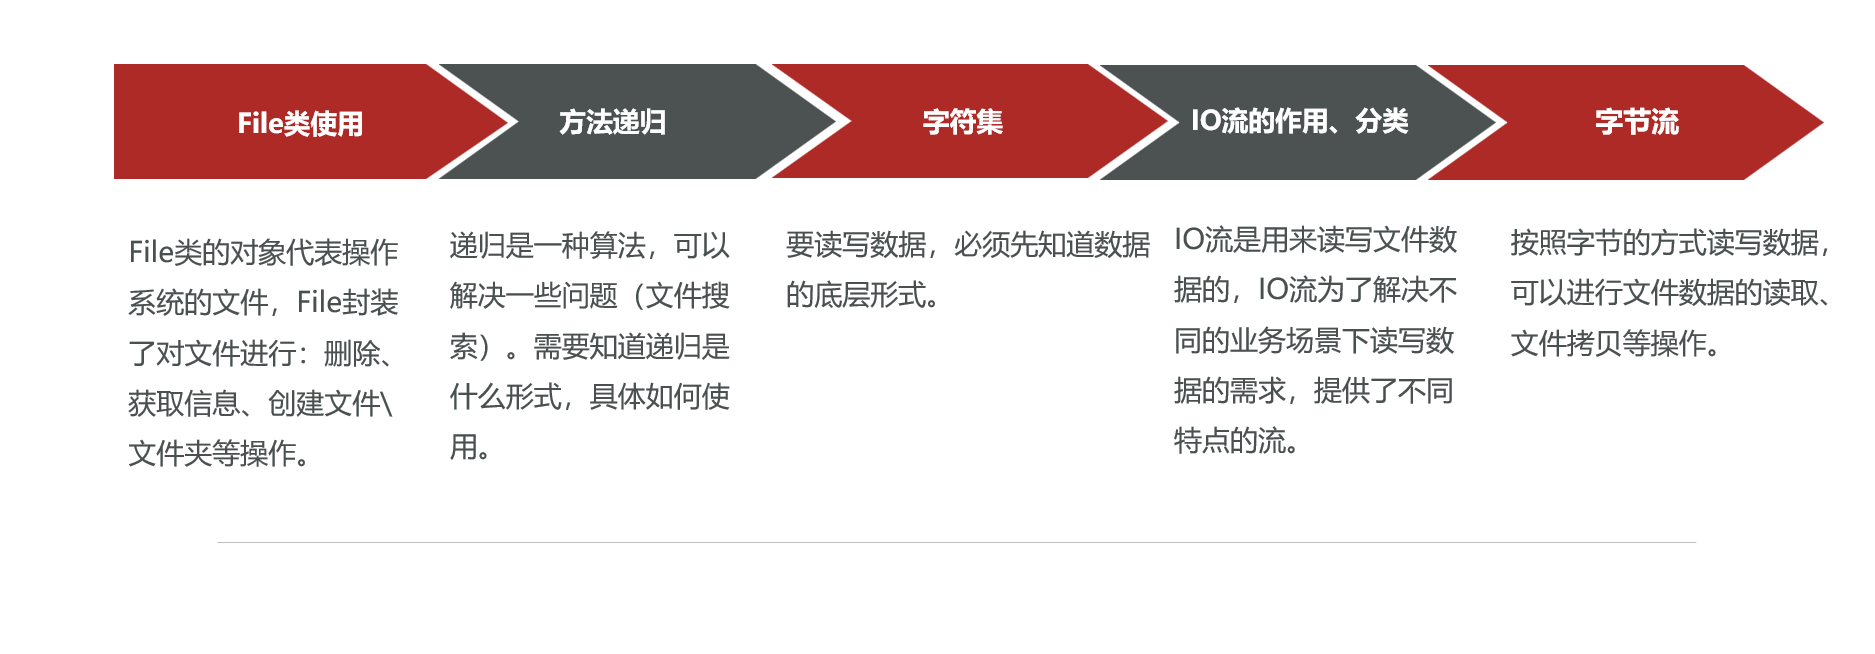 File类使用
方法递归
字符集
IO流的作用、分类
字节流
File类的对象代表操作
系统的文件，File封装
了对文件进行：删除、
获取信息、创建文件\
文件夹等操作。
递归是一种算法，可以
解决一些问题（文件搜
索）。需要知道递归是
什么形式，具体如何使
用。
要读写数据，必须先知道数据
的底层形式。
IO流是用来读写文件数
据的，IO流为了解决不
同的业务场景下读写数
据的需求，提供了不同
特点的流。
按照字节的方式读写数据，
可以进行文件数据的读取、
文件拷贝等操作。